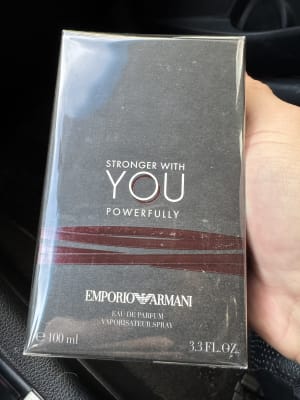 STRONGER WITH
YOU
POWERFULLY
EMPORIO ARMANI
EAU DE PARFUM
VAPORISATEUR SPRAY
e 100 ml 3.3 FL.OZ.